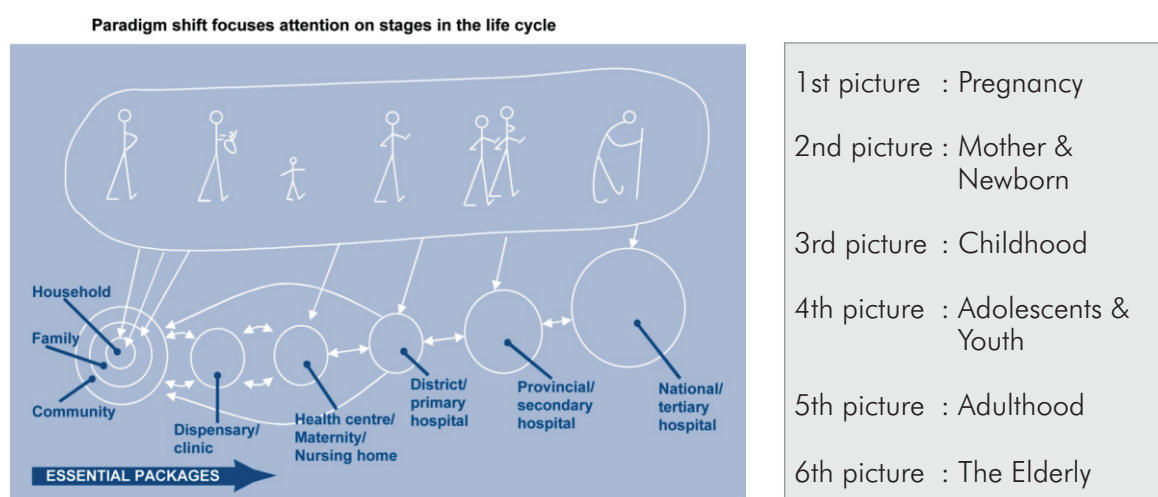 Paradigm shift focuses attention on stages in the life cycle
Household
Family
Community
Dispensary/
clinic
Health centre/
Maternity/
Nursing home
District/
primary
hospital
Provincial/
secondary
hospital
National/
tertiary
hospital
ESSENTIAL PACKAGES
1st picture : Pregnancy
2nd picture : Mother &
Newborn
3rd picture : Childhood
4th picture : Adolescents &
Youth
5th picture : Adulthood
6th picture : The Elderly